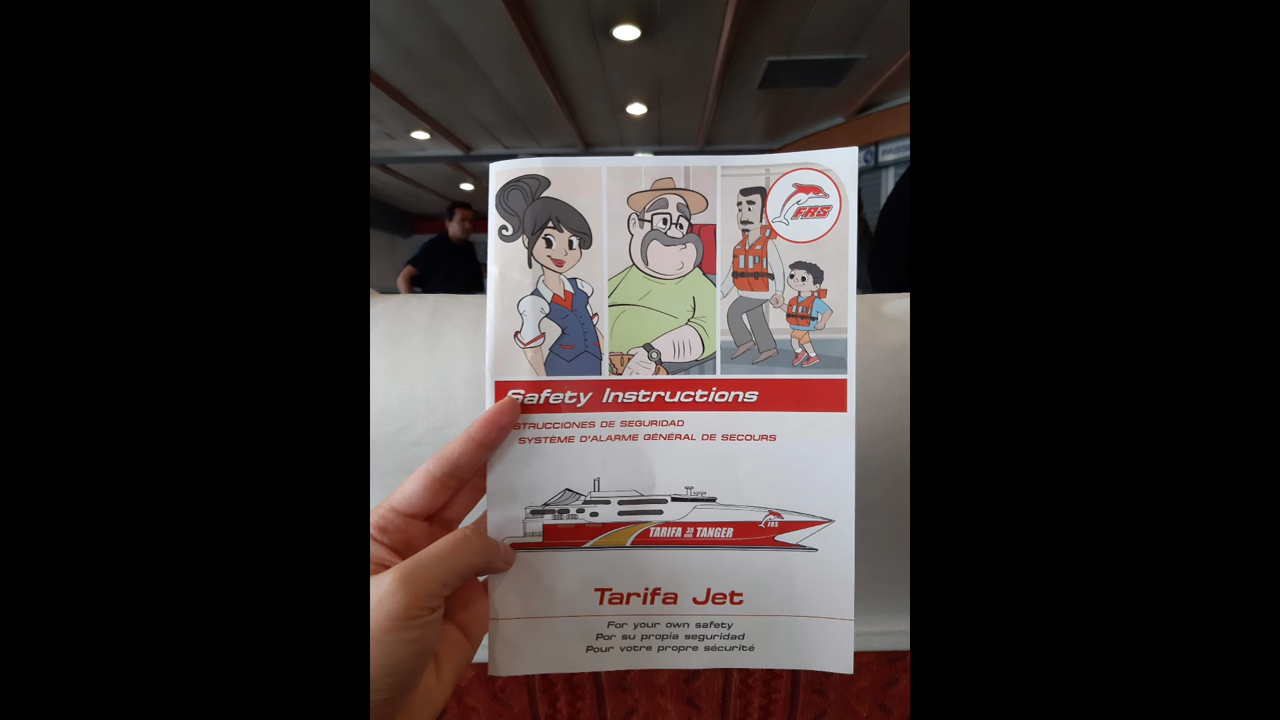 FRS
Safety Instructions
STRUCCIONES DE SEGURIDAD
SYSTÈME D'ALARME GÉNÉRAL DE SECOURS
TARIFA 35 TANGER
FRS
Tarifa Jet
For your own safety
Por su propia seguridad
Pour votre propre sécurité